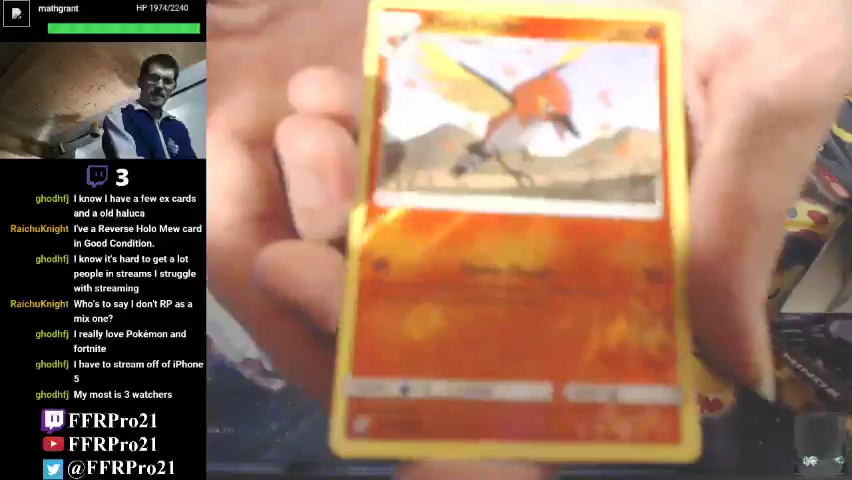 mathgrant
HP 1974/2240
3
ghodhfj I know I have a few ex cards
and a old haluca
RaichuKnight I've a Reverse Holo Mew card
in Good Condition.
ghodhfj I know it's hard to get a lot
people in streams I struggle
with streaming
RaichuKnight Who's to say I don't RP as a
mix one?
ghodhfj I really love Pokémon and
fortnite
ghodhfj I have to stream off of iPhone
5
ghodhfj My most is 3 watchers
FFRPro21
FFRPro21
@FFRPro21